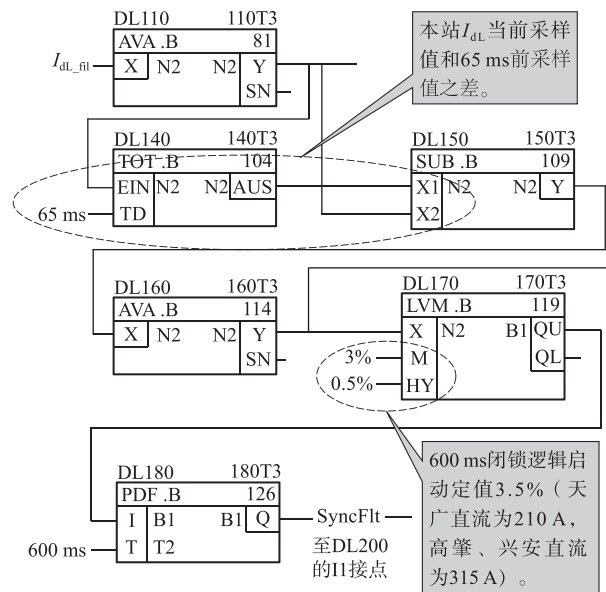 DL110 110T3
AVA .B 81
IdL_fil X N2 N2 Y
SN
本站IdL当前采样
值和65 ms前采样
值之差。
DL140 140T3
TOT .B 104
EIN N2 N2 AUS
65 ms TD
DL150 150T3
SUB .B 109
X1 N2 N2 Y
X2
DL160 160T3
AVA .B 114
X N2 N2 Y
SN
DL170 170T3
LVM .B 119
X N2 B1 QU
3% M QL
0.5% HY
600 ms闭锁逻辑启
动定值3.5%（天
广直流为210 A，
高肇、兴安直流
为315 A）。
DL180 180T3
PDF .B 126
I B1 B1 Q SyncFlt
600 ms T T2
至DL200
的I1接点